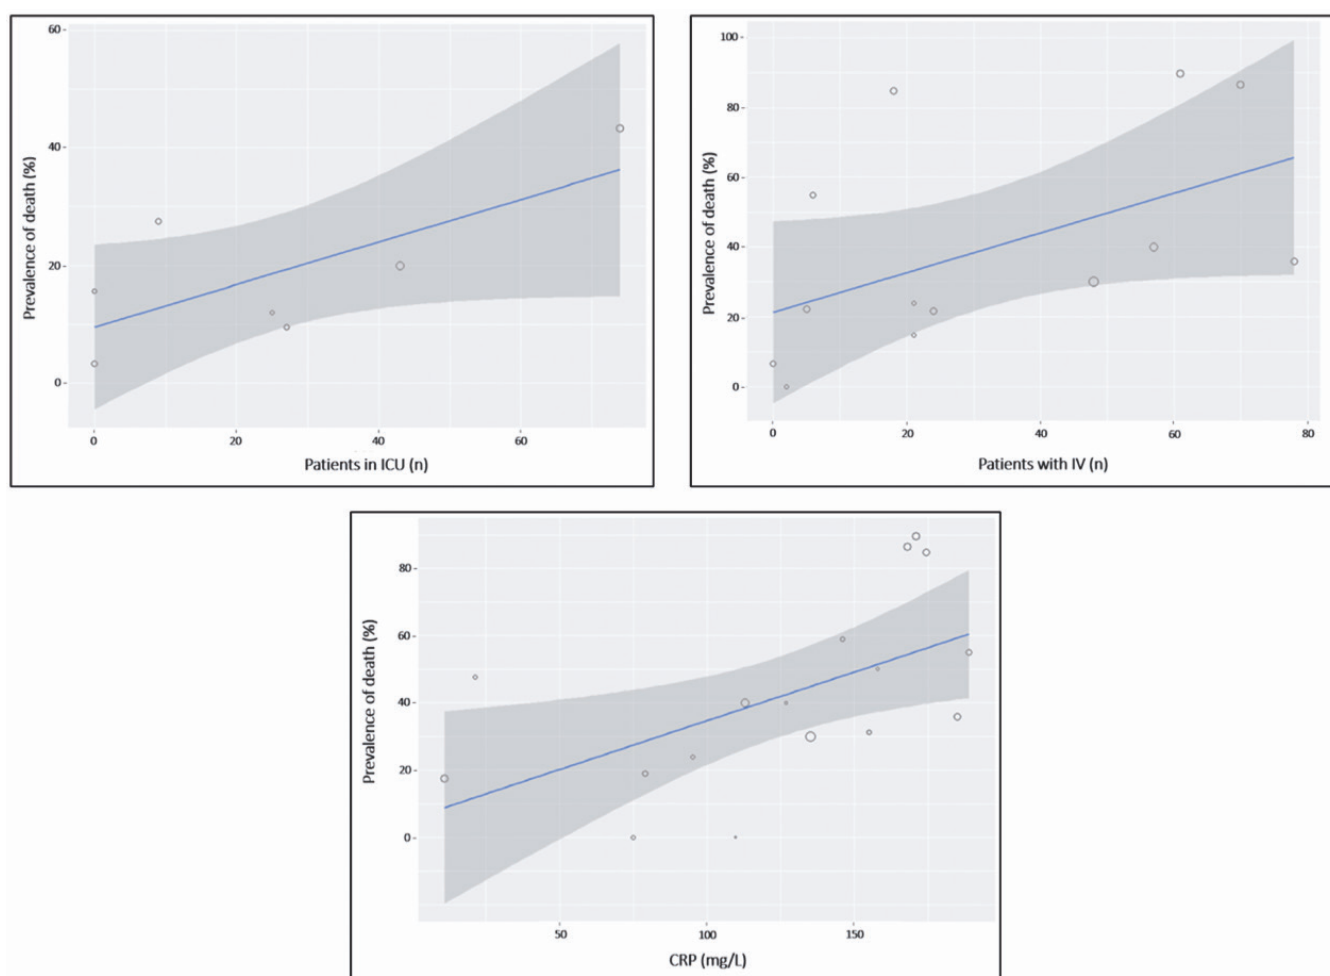 Prevalence of death (%)
60
40
20
0
0 20 40 60
Patients in ICU (n)
Prevalence of death (%)
100
80
60
40
20
0
0 20 40 60 80
Patients with IV (n)
Prevalence of death (%)
80
60
40
20
0
50 100 150
CRP (mg/L)